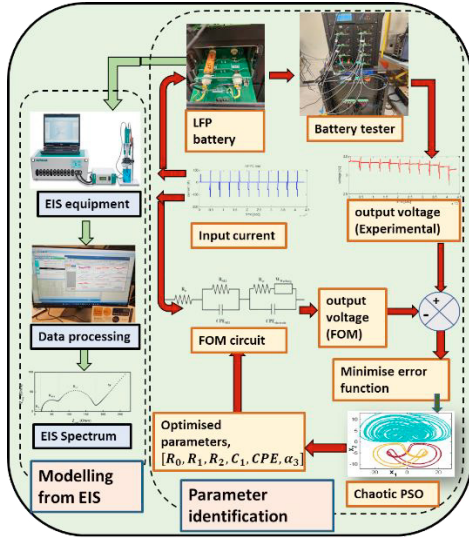 LFP
battery
Battery tester
EIS equipment
Input current
output voltage
(Experimental)
Data processing
FOM circuit
output
voltage
(FOM)
+
-
Minimise error
function
EIS Spectrum
Optimised
parameters,
[R₀, R₁, R₂, C₁, CPE, α₃]
Chaotic PSO
X₁
Modelling
from EIS
Parameter
identification